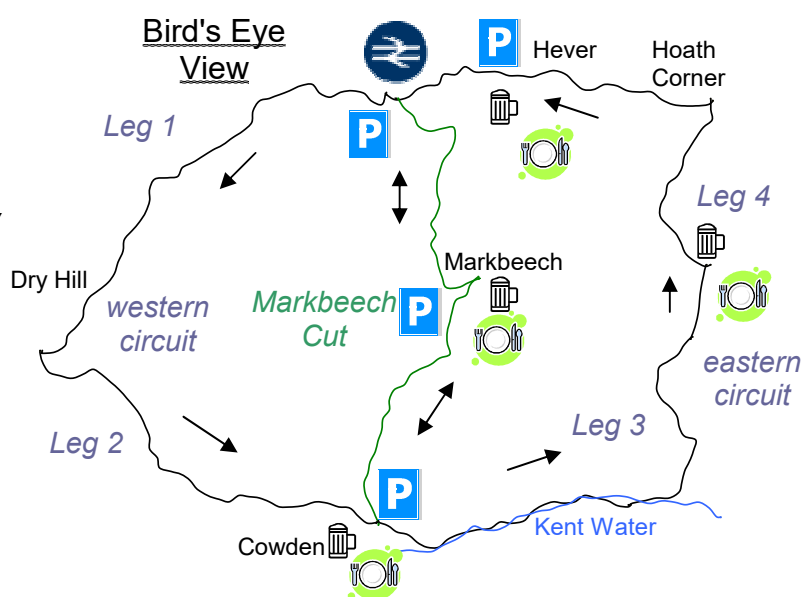 Bird's Eye
View
P
Hever
Hoath
Corner
Leg 1
P
Leg 4
Markbeech
Dry Hill
western
circuit
Markbeech
Cut
P
eastern
circuit
Leg 2
Leg 3
P
Kent Water
Cowden